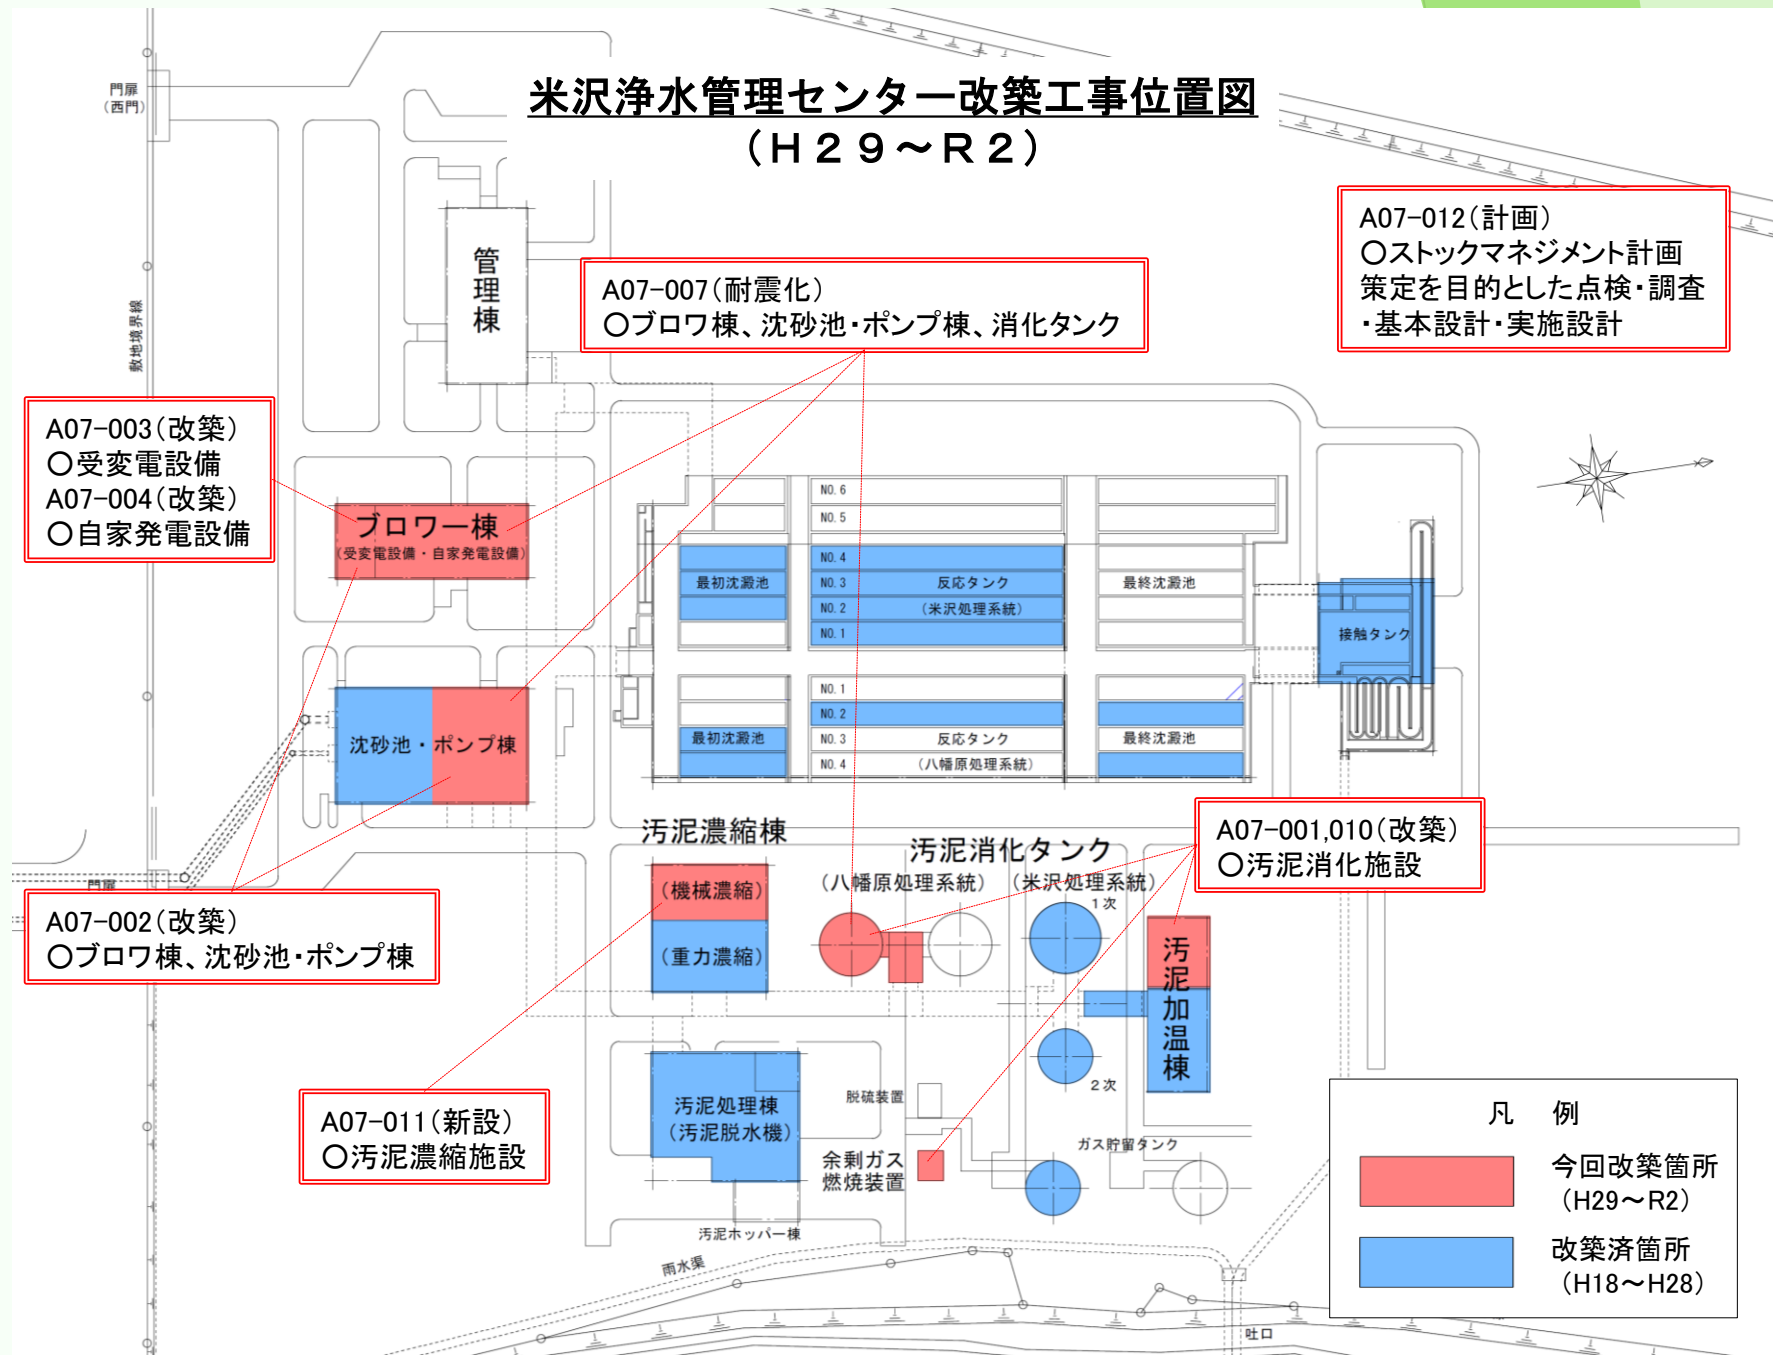 米沢浄水管理センター改築工事位置図
（Ｈ２９～Ｒ２）
門扉
（西門）
敷地境界線
管理棟
A07-012（計画）
○ストックマネジメント計画
策定を目的とした点検・調査
・基本設計・実施設計
A07-007（耐震化）
○ブロワ棟、沈砂池・ポンプ棟、消化タンク
A07-003（改築）
○受変電設備
A07-004（改築）
○自家発電設備
ブロワー棟
（受変電設備・自家発電設備）
NO.6
NO.5
NO.4
最初沈澱池
NO.3
反応タンク
最終沈澱池
NO.2
（米沢処理系統）
NO.1
接触タンク
沈砂池・ポンプ棟
NO.1
NO.2
最初沈澱池
NO.3
反応タンク
最終沈澱池
NO.4
（八幡原処理系統）
門扉
A07-002（改築）
○ブロワ棟、沈砂池・ポンプ棟
汚泥濃縮棟
（機械濃縮）
（重力濃縮）
汚泥消化タンク
（八幡原処理系統）
（米沢処理系統）
1次
2次
A07-001,010（改築）
○汚泥消化施設
汚泥加温棟
A07-011（新設）
○汚泥濃縮施設
汚泥処理棟
（汚泥脱水機）
脱硫装置
余剰ガス
燃焼装置
ガス貯留タンク
汚泥ホッパー棟
雨水渠
吐口
凡　例
今回改築箇所
（H29～R2）
改築済箇所
（H18～H28）